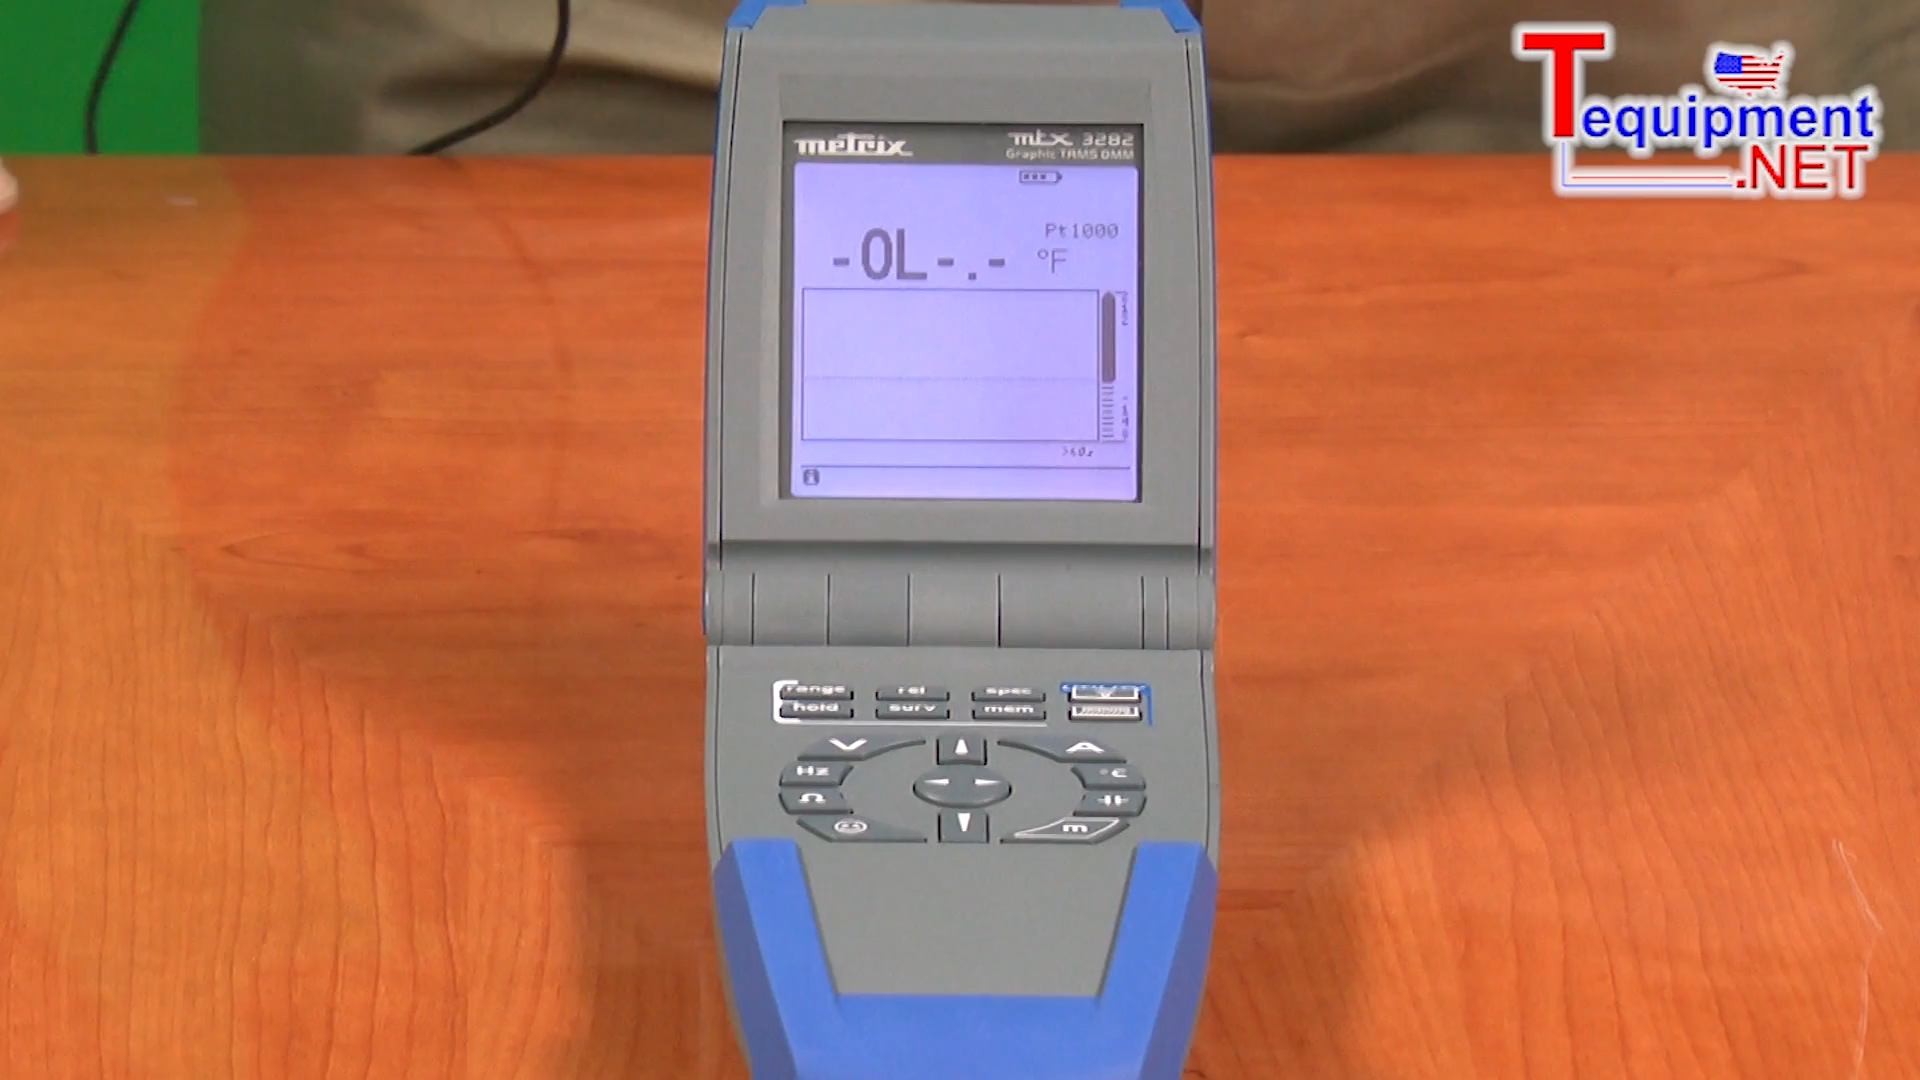 Tequipment
.NET
metrix
mtx 3282
Graphic TRMS DMM
Pt1000
-OL-.- °F
range rel spec
hold surv mem
V A
Hz °C
Ω
m